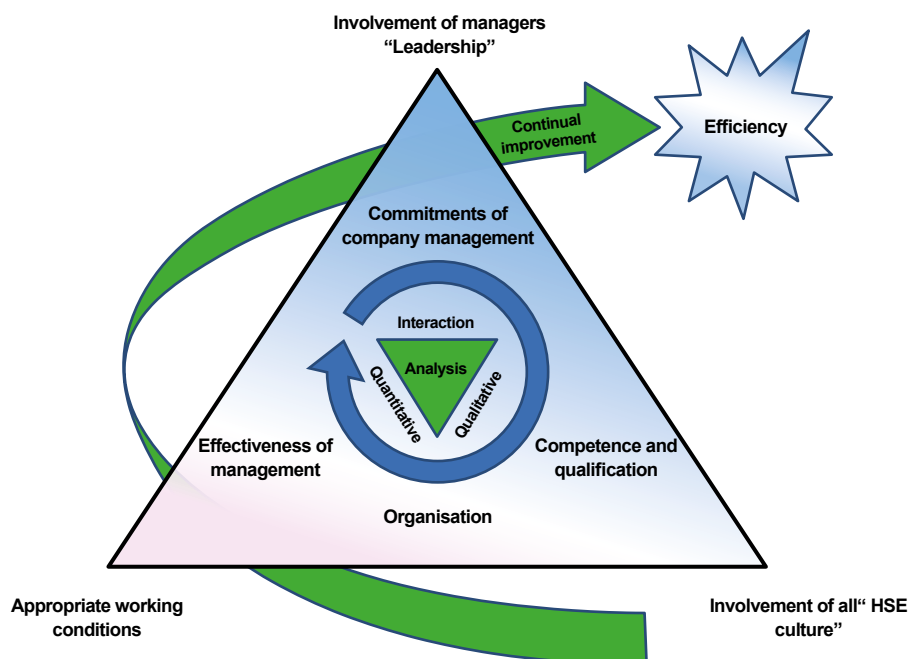 Involvement of managers
“Leadership”
Continual
improvement
Efficiency
Commitments of
company management
Interaction
Analysis
Quantitative
Qualitative
Effectiveness of
management
Competence and
qualification
Organisation
Appropriate working
conditions
Involvement of all“ HSE
culture”